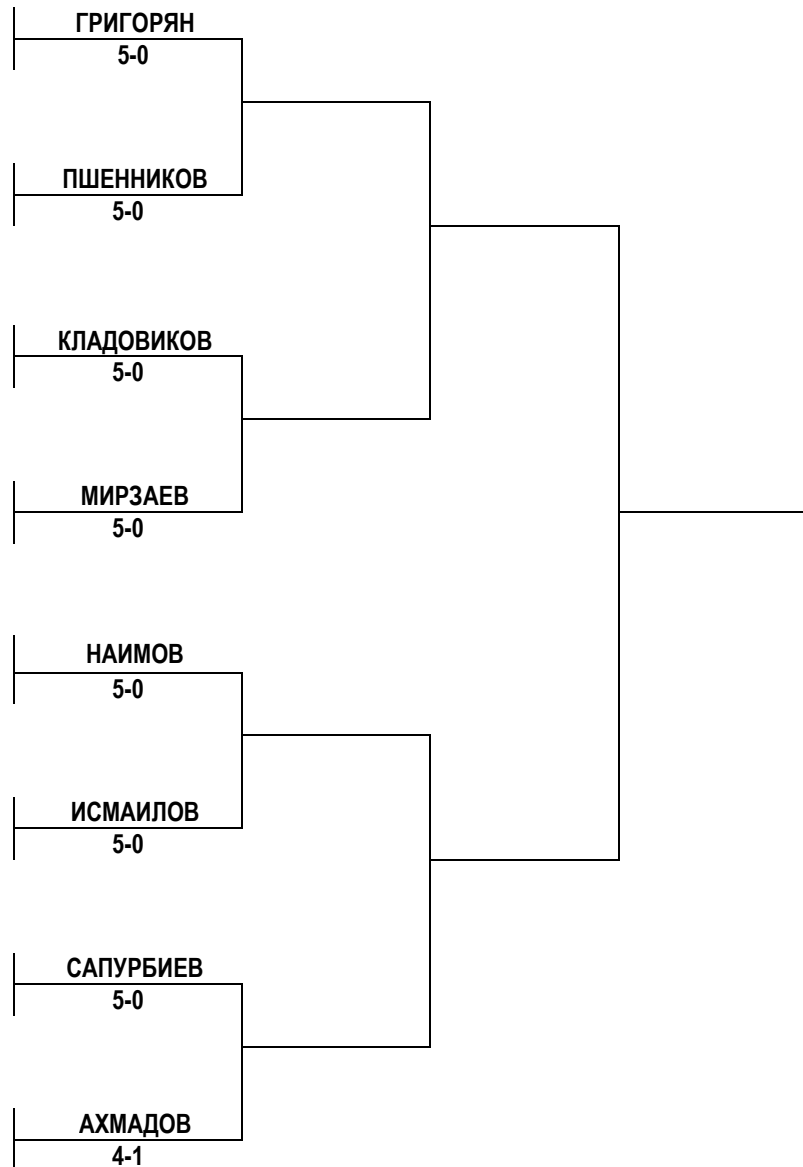 ГРИГОРЯН
5-0
ПШЕННИКОВ
5-0
КЛАДОВИКОВ
5-0
МИРЗАЕВ
5-0
НАИМОВ
5-0
ИСМАИЛОВ
5-0
САПУРБИЕВ
5-0
АХМАДОВ
4-1